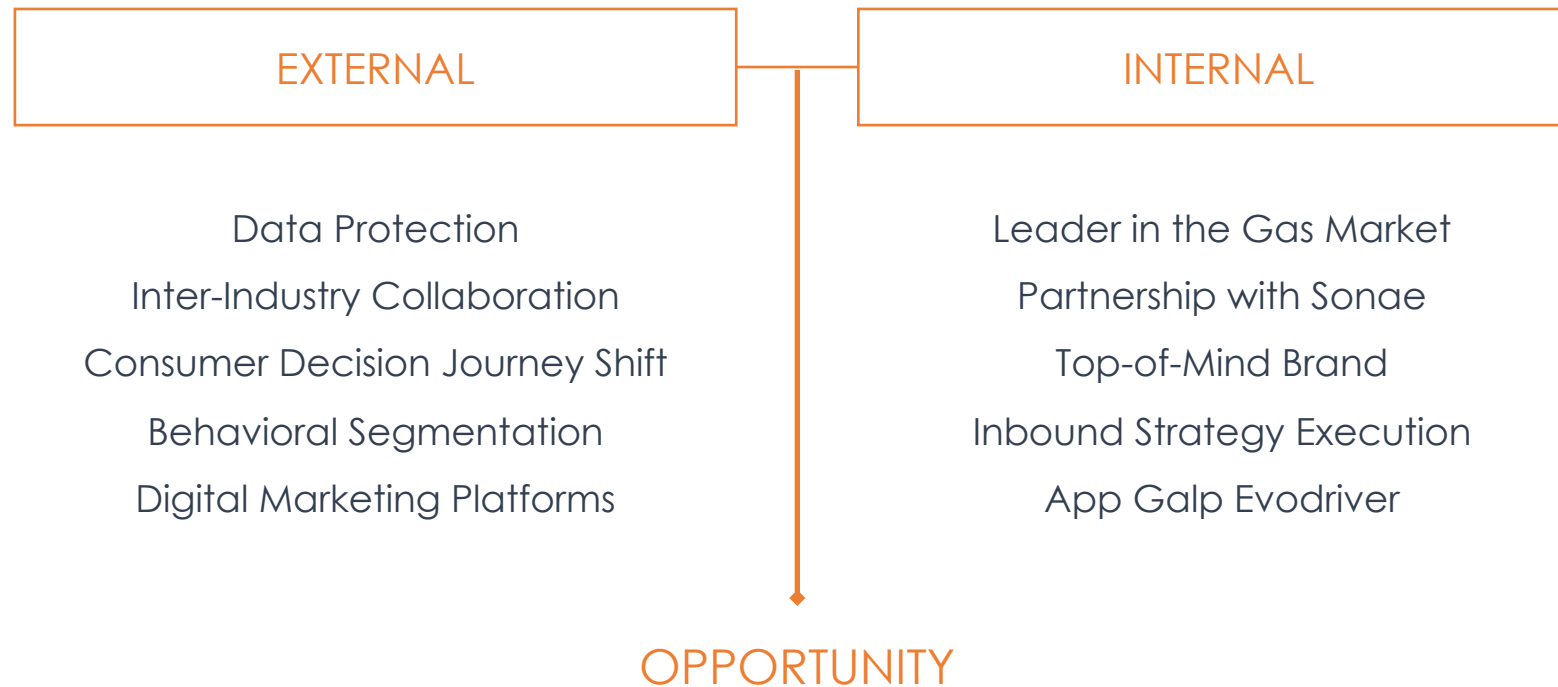 EXTERNAL
INTERNAL
Data Protection
Inter-Industry Collaboration
Consumer Decision Journey Shift
Behavioral Segmentation
Digital Marketing Platforms
Leader in the Gas Market
Partnership with Sonae
Top-of-Mind Brand
Inbound Strategy Execution
App Galp Evodriver
OPPORTUNITY